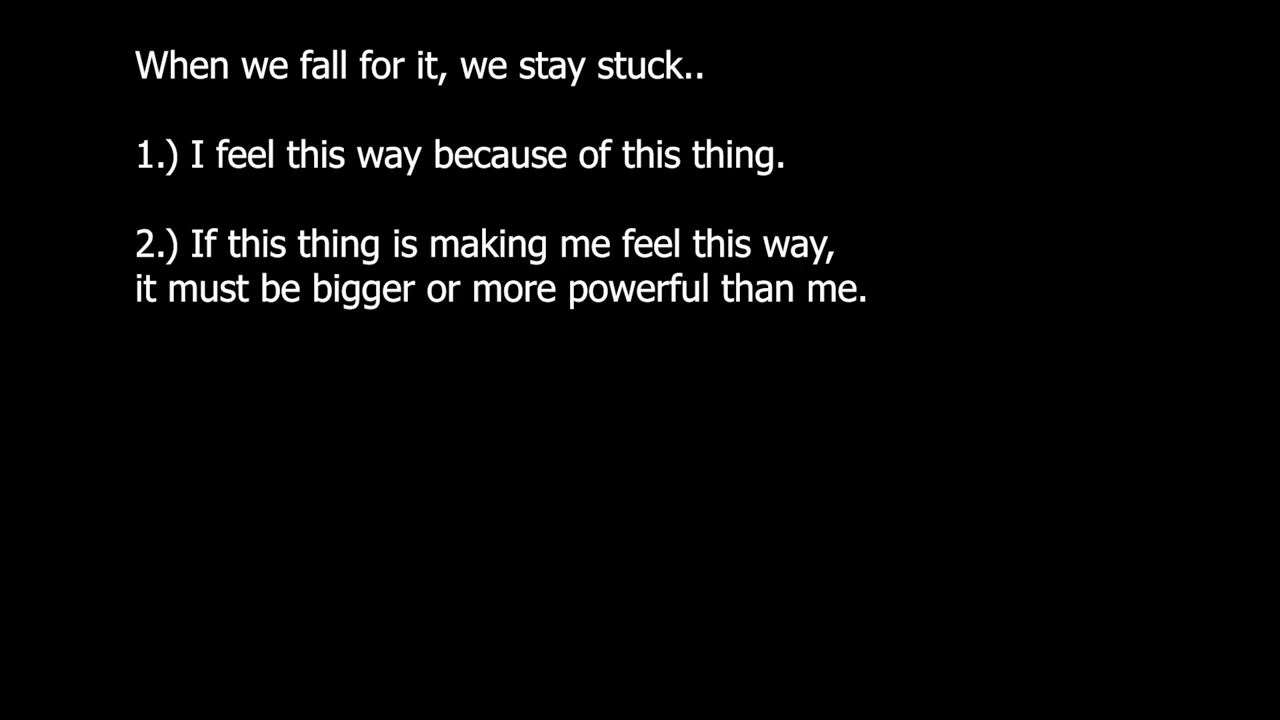 When we fall for it, we stay stuck..
1.) I feel this way because of this thing.
2.) If this thing is making me feel this way,
it must be bigger or more powerful than me.